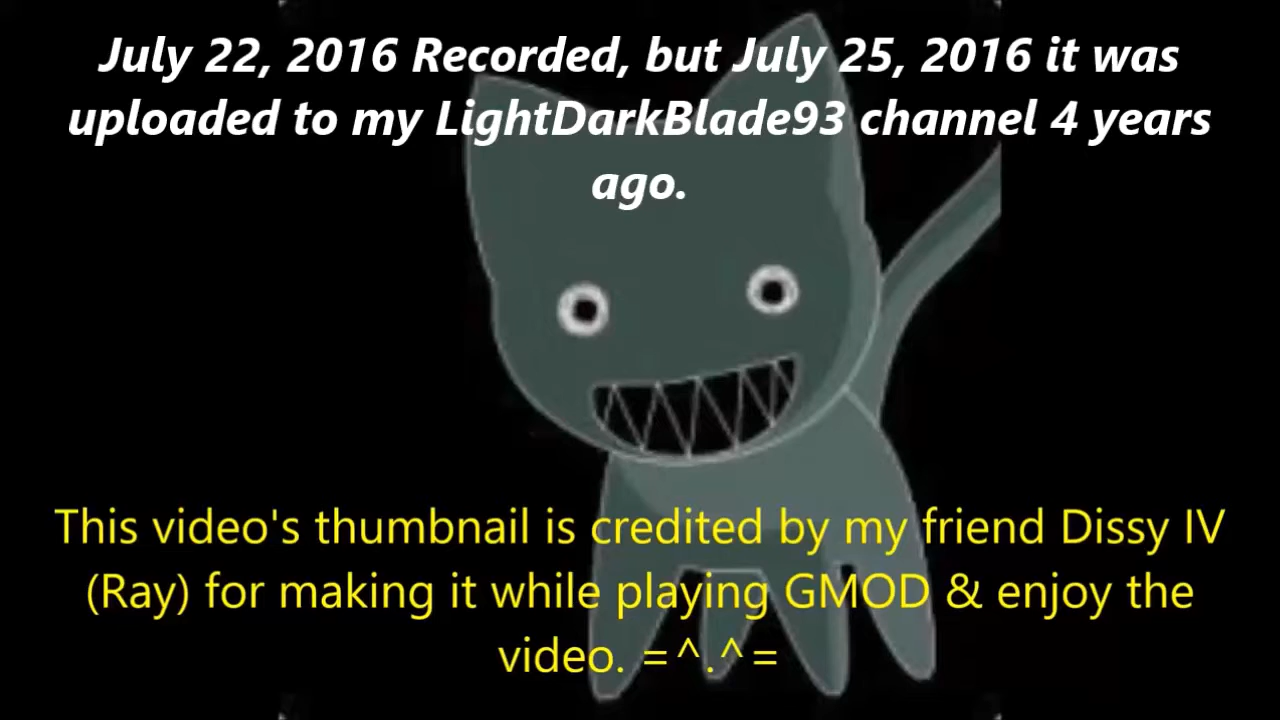 July 22, 2016 Recorded, but July 25, 2016 it was
uploaded to my LightDarkBlade93 channel 4 years
ago.
This video's thumbnail is credited by my friend Dissy IV
(Ray) for making it while playing GMOD & enjoy the
video. =^.^=